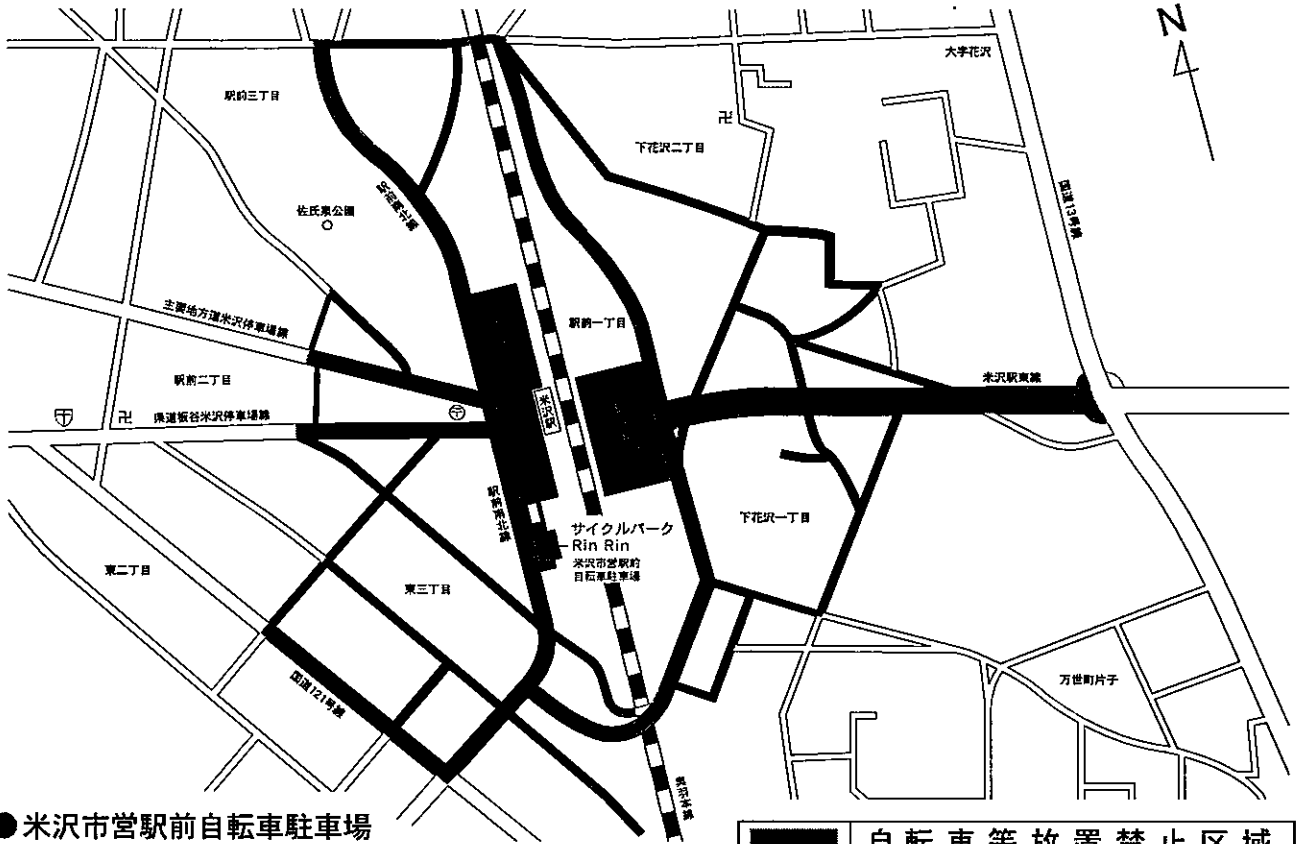 N
大字花沢
駅前三丁目
卍
下花沢二丁目
国道13号線
佐氏泉公園
駅前南北線
主要地方道米沢停車場線
駅前一丁目
駅前二丁目
米沢駅
米沢駅東線
卍
県道板谷米沢停車場線
駅前南北線
サイクルパーク
Rin Rin
米沢市営駅前
自転車駐車場
下花沢一丁目
東二丁目
東三丁目
国道121号線
万世町片子
奥羽本線
●米沢市営駅前自転車駐車場
自転車等放置禁止区域